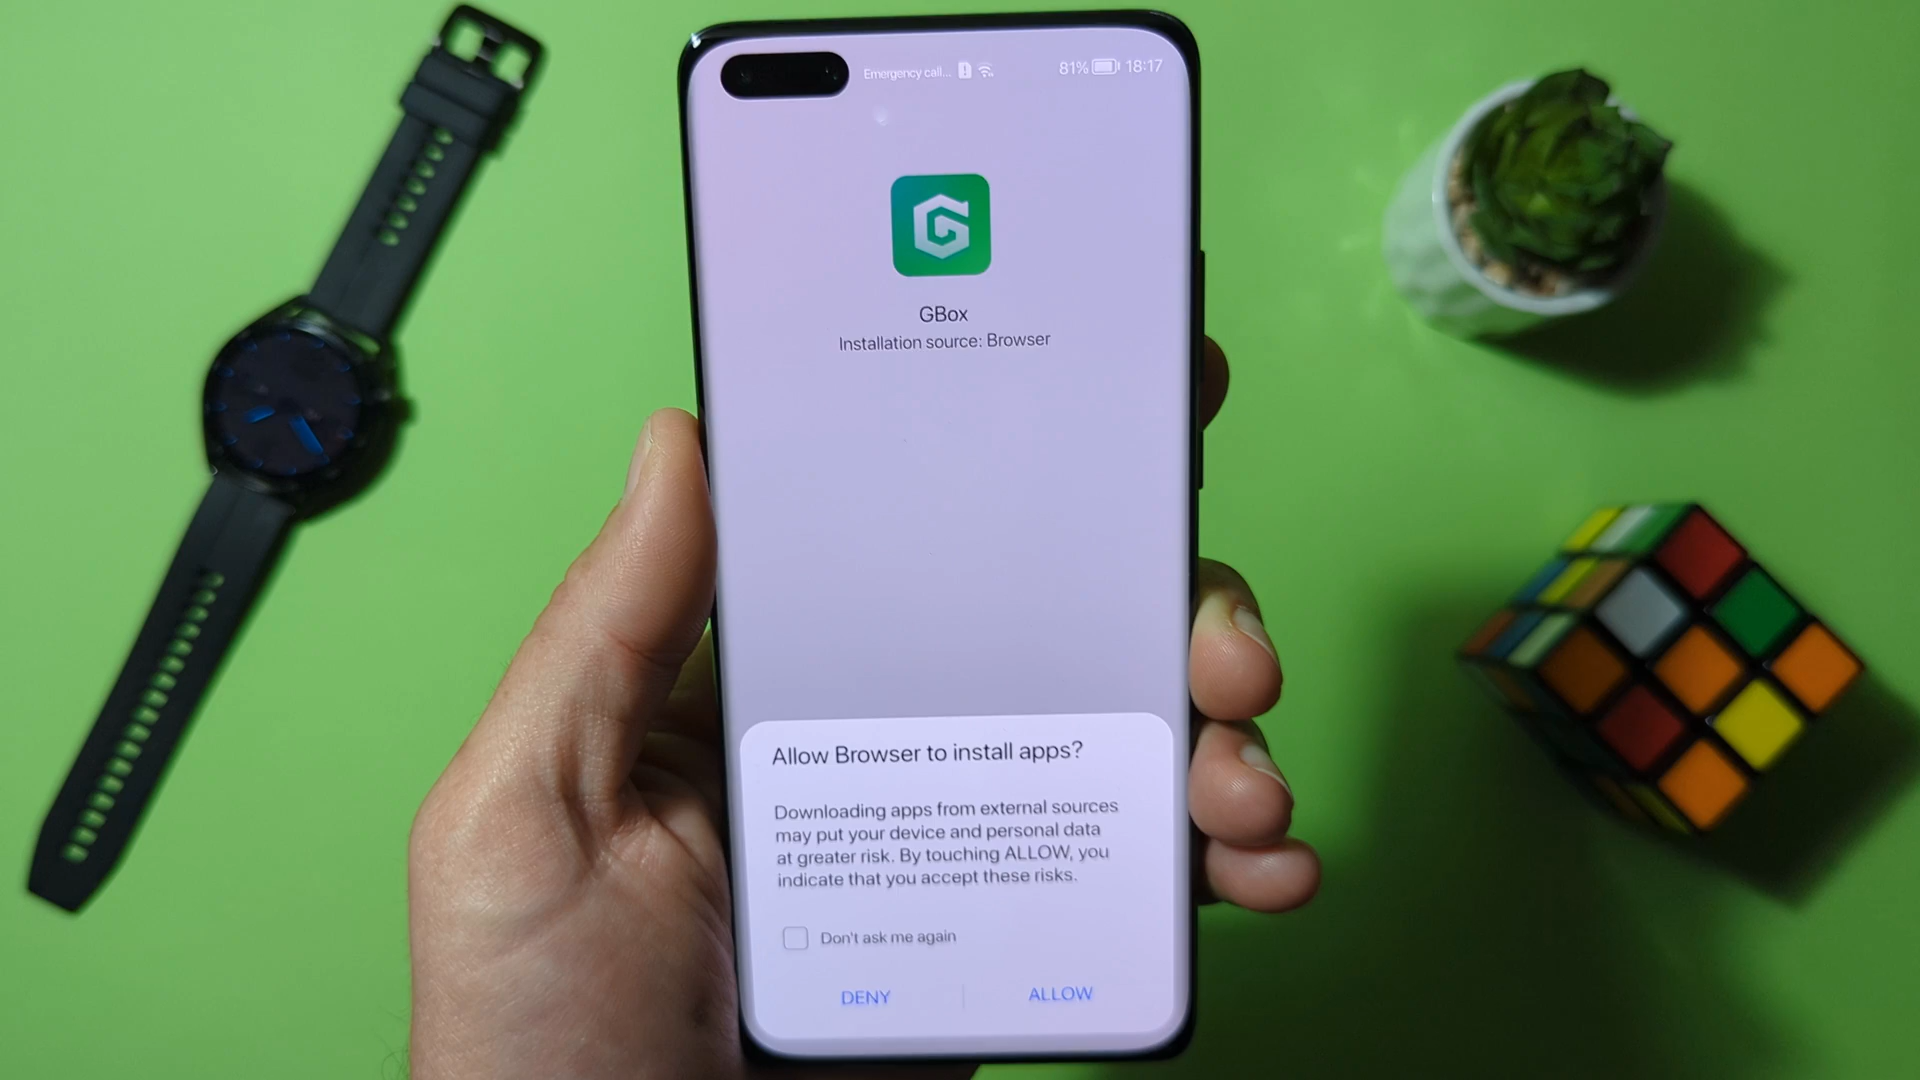 Emergency call... 81% 18:17
GBox
Installation source: Browser
Allow Browser to install apps?
Downloading apps from external sources
may put your device and personal data
at greater risk. By touching ALLOW, you
indicate that you accept these risks.
Don't ask me again
DENY ALLOW